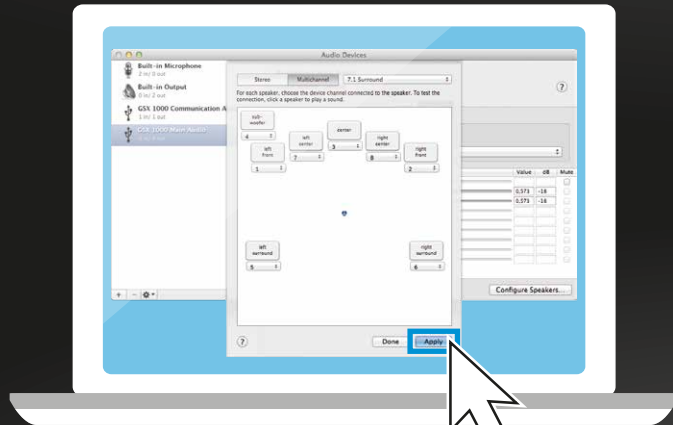 Audio Devices
Built-in Microphone
2 in/ 0 out
Built-in Output
0 in/ 2 out
GSX 1000 Communication A
1 in/ 1 out
GSX 1000 Main Audio
Stereo
Multichannel
7.1 Surround
For each speaker, choose the device channel connected to the speaker. To test the
connection, click a speaker to play a sound.
sub-
woofer
4
left
front
1
left
center
7
center
3
right
center
8
right
front
2
left
surround
5
right
surround
6
?
Done
Apply
?
Value
dB
Mute
0,573
-18
0,573
-18
Configure Speakers...
+
-